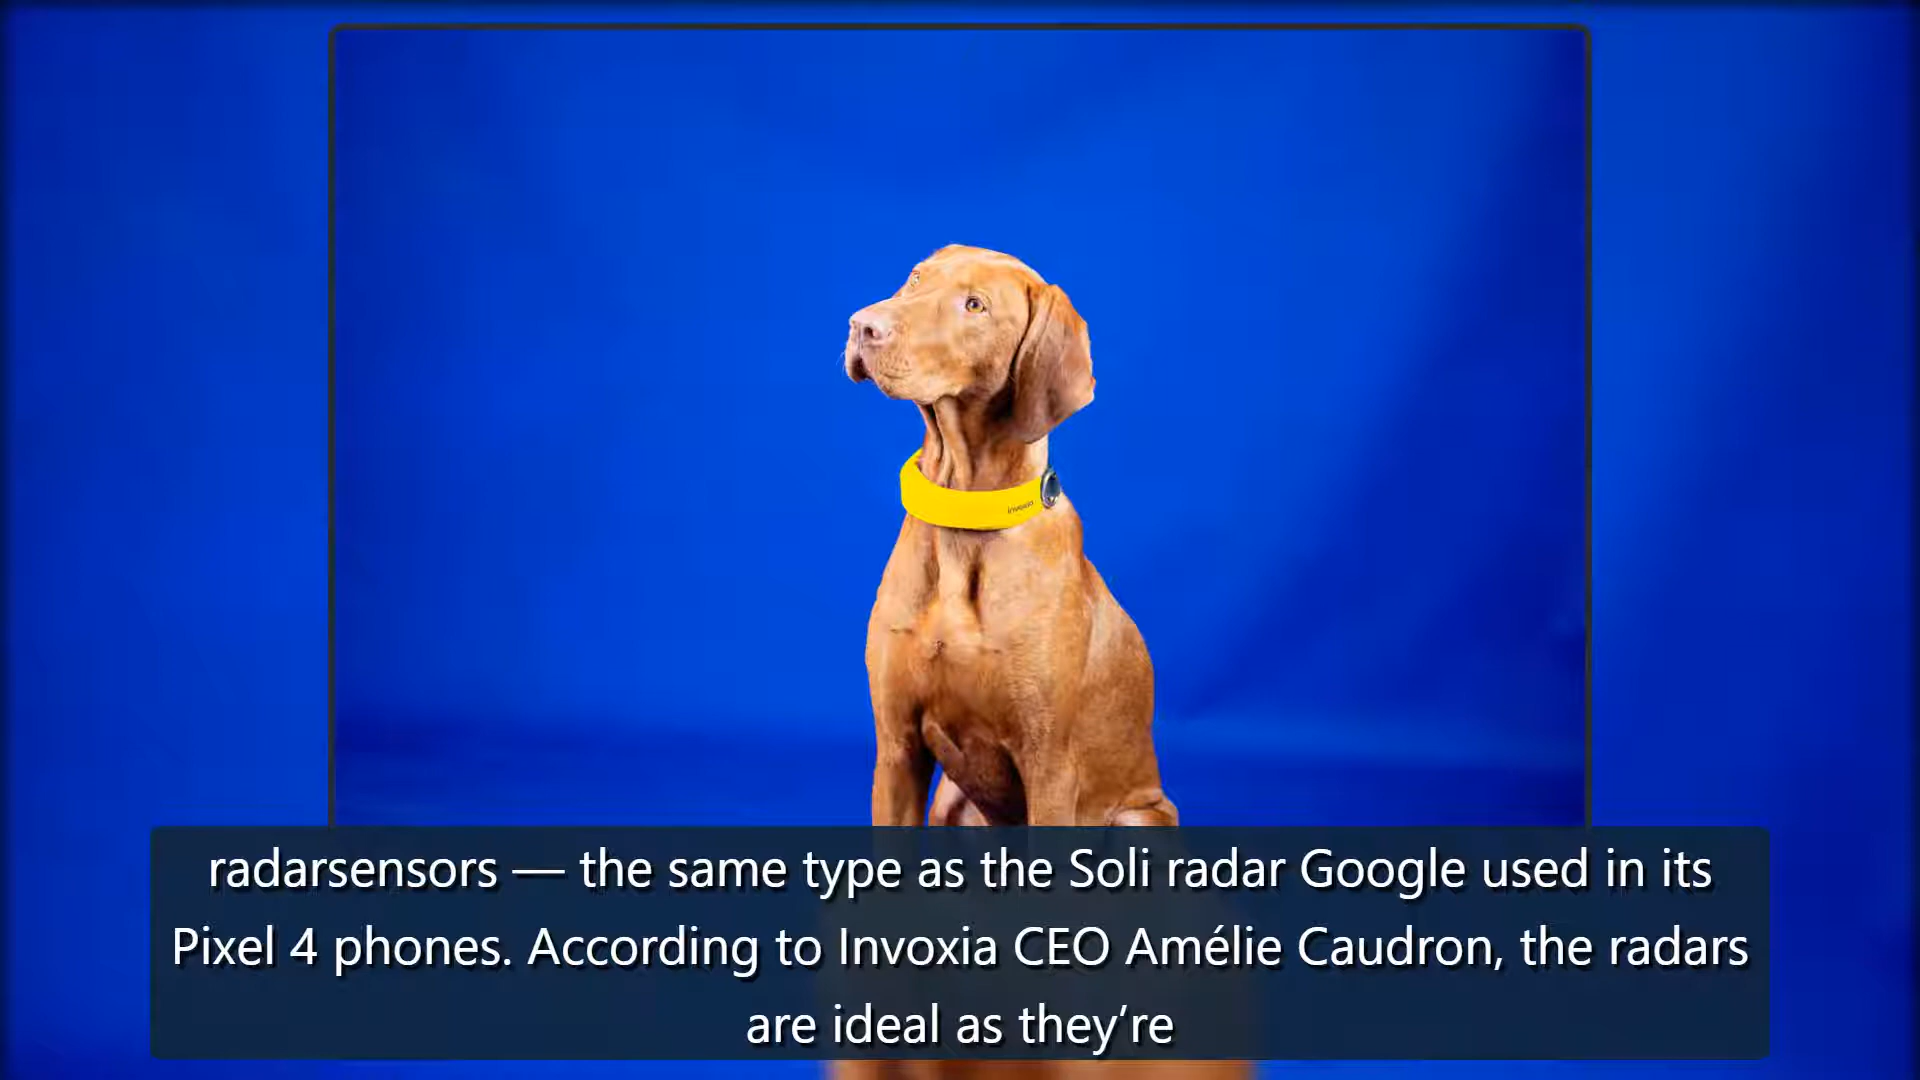 invoxia
radarsensors — the same type as the Soli radar Google used in its
Pixel 4 phones. According to Invoxia CEO Amélie Caudron, the radars
are ideal as they’re